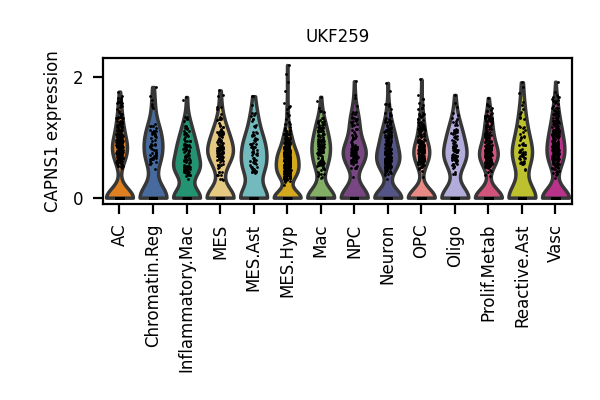 UKF259
CAPNS1 expression
2
0
AC
Chromatin.Reg
Inflammatory.Mac
MES
MES.Ast
MES.Hyp
Mac
NPC
Neuron
OPC
Oligo
Prolif.Metab
Reactive.Ast
Vasc